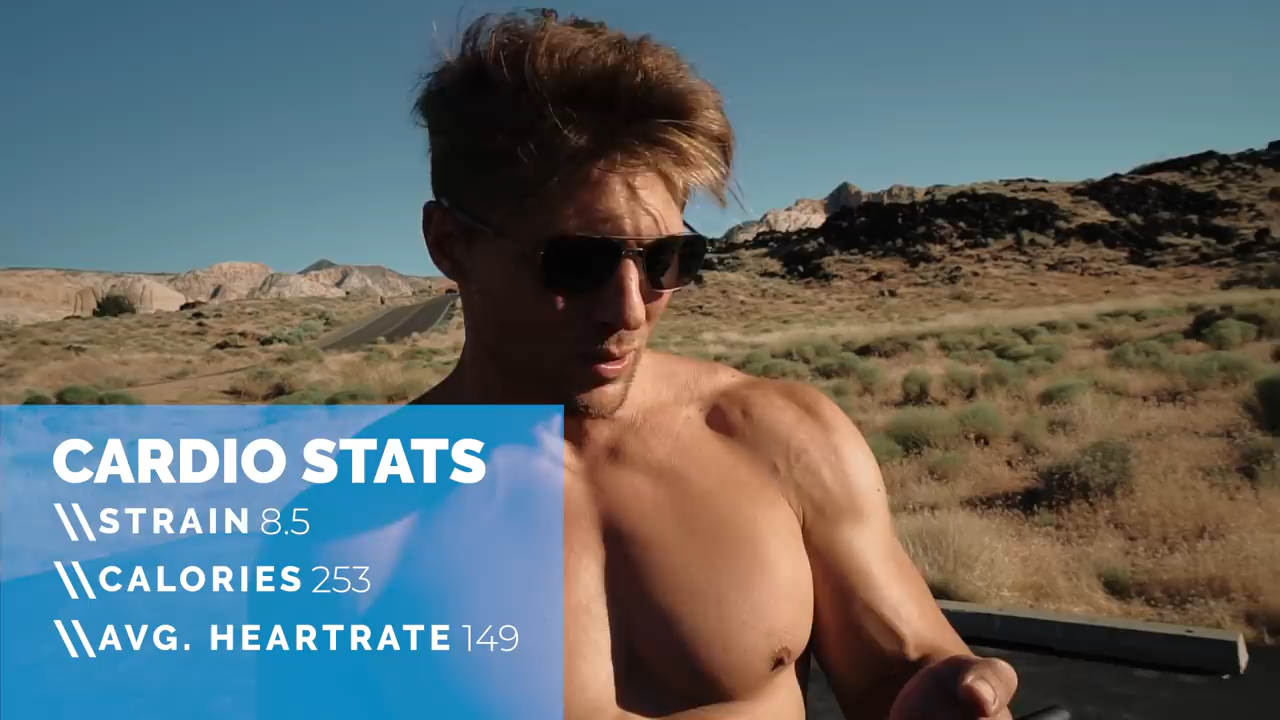 CARDIO STATS
\\STRAIN 8.5
\\CALORIES 253
\\AVG. HEARTRATE 149